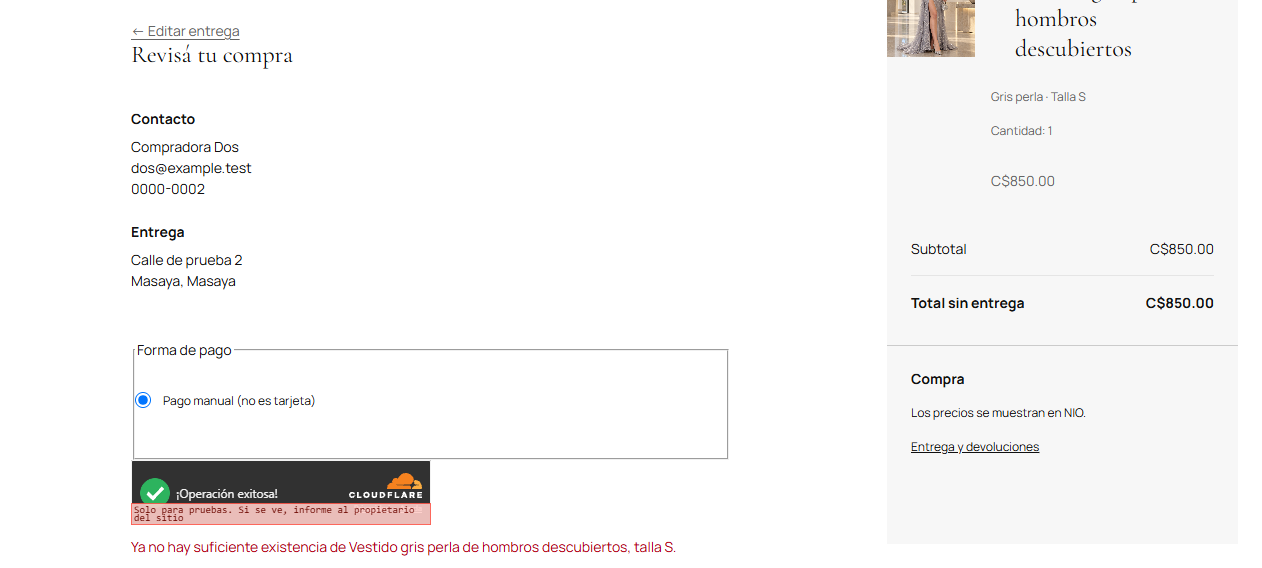 ← Editar entrega
Revisá tu compra
Contacto
Compradora Dos
dos@example.test
0000-0002
Entrega
Calle de prueba 2
Masaya, Masaya
Forma de pago
Pago manual (no es tarjeta)
¡Operación exitosa!
CLOUDFLARE
Solo para pruebas. Si se ve, informe al propietario
del sitio
Ya no hay suficiente existencia de Vestido gris perla de hombros descubiertos, talla S.
hombros
descubiertos
Gris perla · Talla S
Cantidad: 1
C$850.00
Subtotal C$850.00
Total sin entrega C$850.00
Compra
Los precios se muestran en NIO.
Entrega y devoluciones